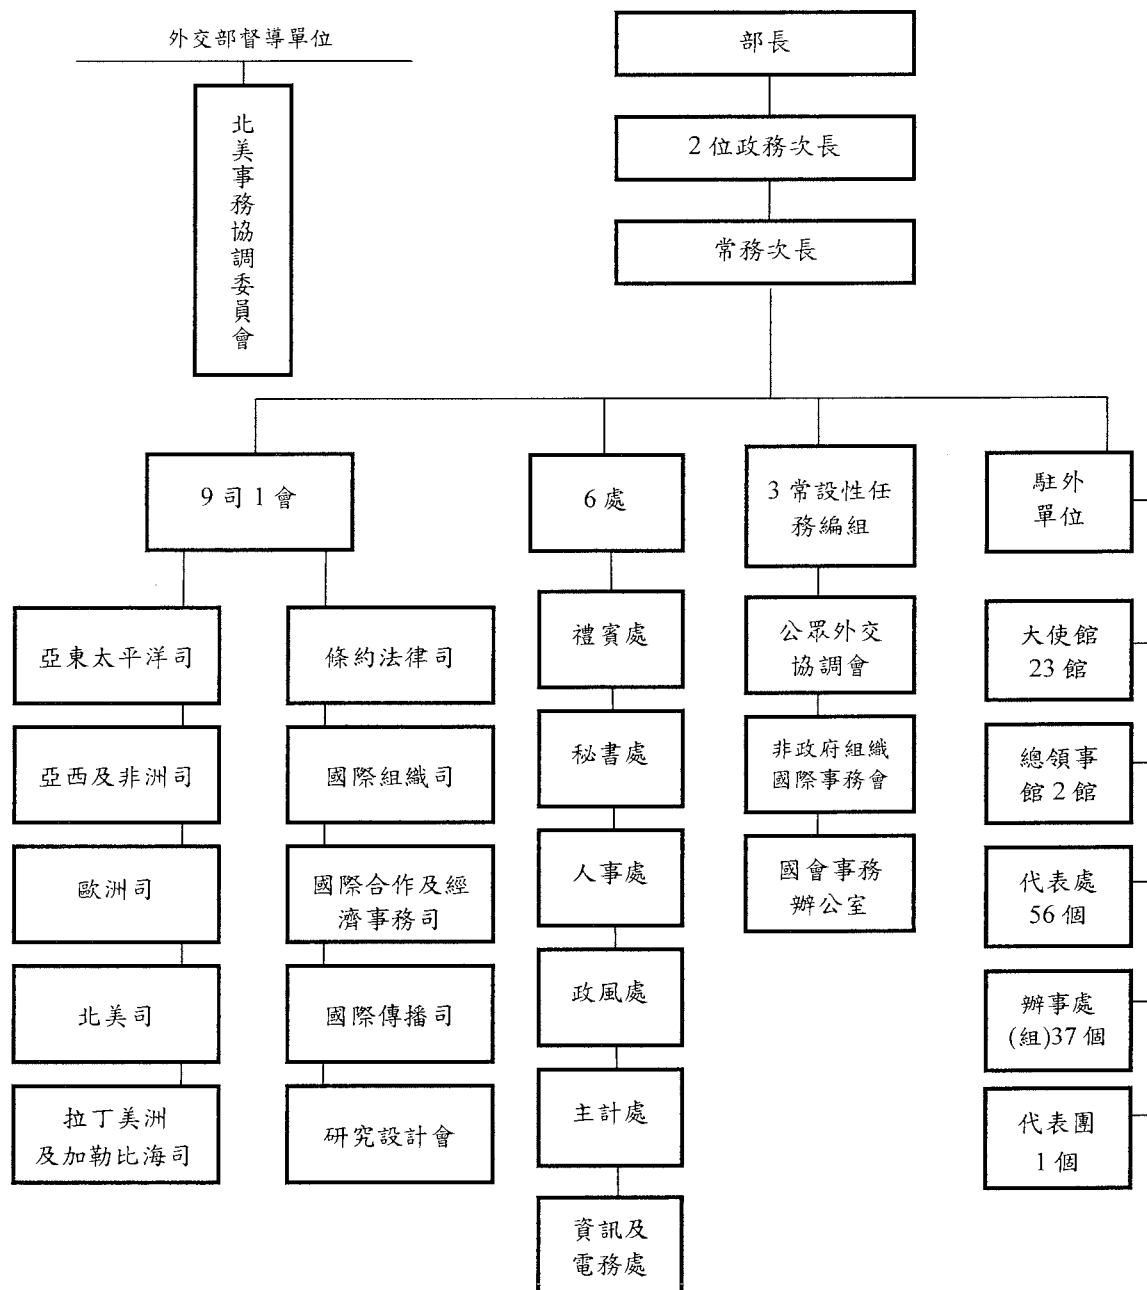 外交部督導單位
北美事務協調委員會
部長
2 位政務次長
常務次長
9 司 1 會
亞東太平洋司
亞西及非洲司
歐洲司
北美司
拉丁美洲
及加勒比海司
條約法律司
國際組織司
國際合作及經
濟事務司
國際傳播司
研究設計會
6 處
禮賓處
秘書處
人事處
政風處
主計處
資訊及
電務處
3 常設性任
務編組
公眾外交
協調會
非政府組織
國際事務會
國會事務
辦公室
駐外
單位
大使館
23 館
總領事
館 2 館
代表處
56 個
辦事處
(組)37 個
代表團
1 個